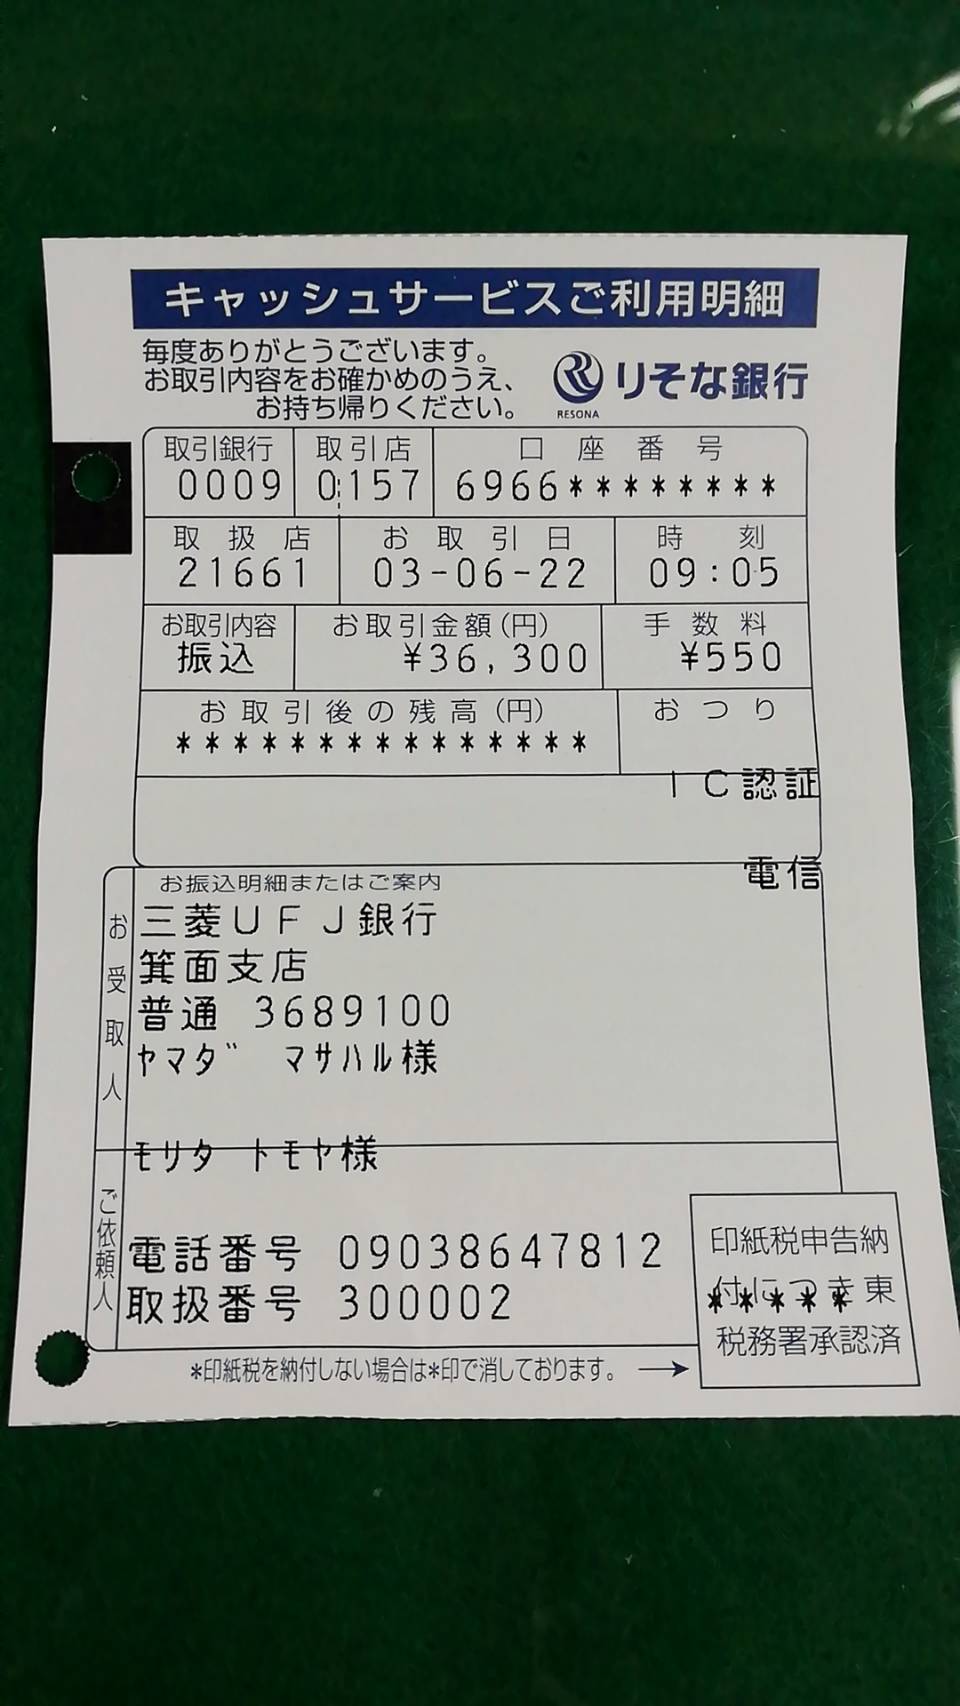 キャッシュサービスご利用明細
毎度ありがとうございます。
お取引内容をお確かめのうえ、
お持ち帰りください。
RESONA
りそな銀行
取引銀行 取引店 口座番号
0009 0157 6966********
取扱店 お取引日 時刻
21661 03-06-22 09:05
お取引内容 お取引金額(円) 手数料
振込 ¥36,300 ¥550
お取引後の残高(円) おつり
***************
IC認証
電信
お振込明細またはご案内
お受取人
三菱UFJ銀行
箕面支店
普通 3689100
ヤマダ マサハル様
ご依頼人
モリタ トモヤ様
電話番号 09038647812
取扱番号 300002
印紙税申告納
付につき東
*****
税務署承認済
*印紙税を納付しない場合は*印で消しております。 →